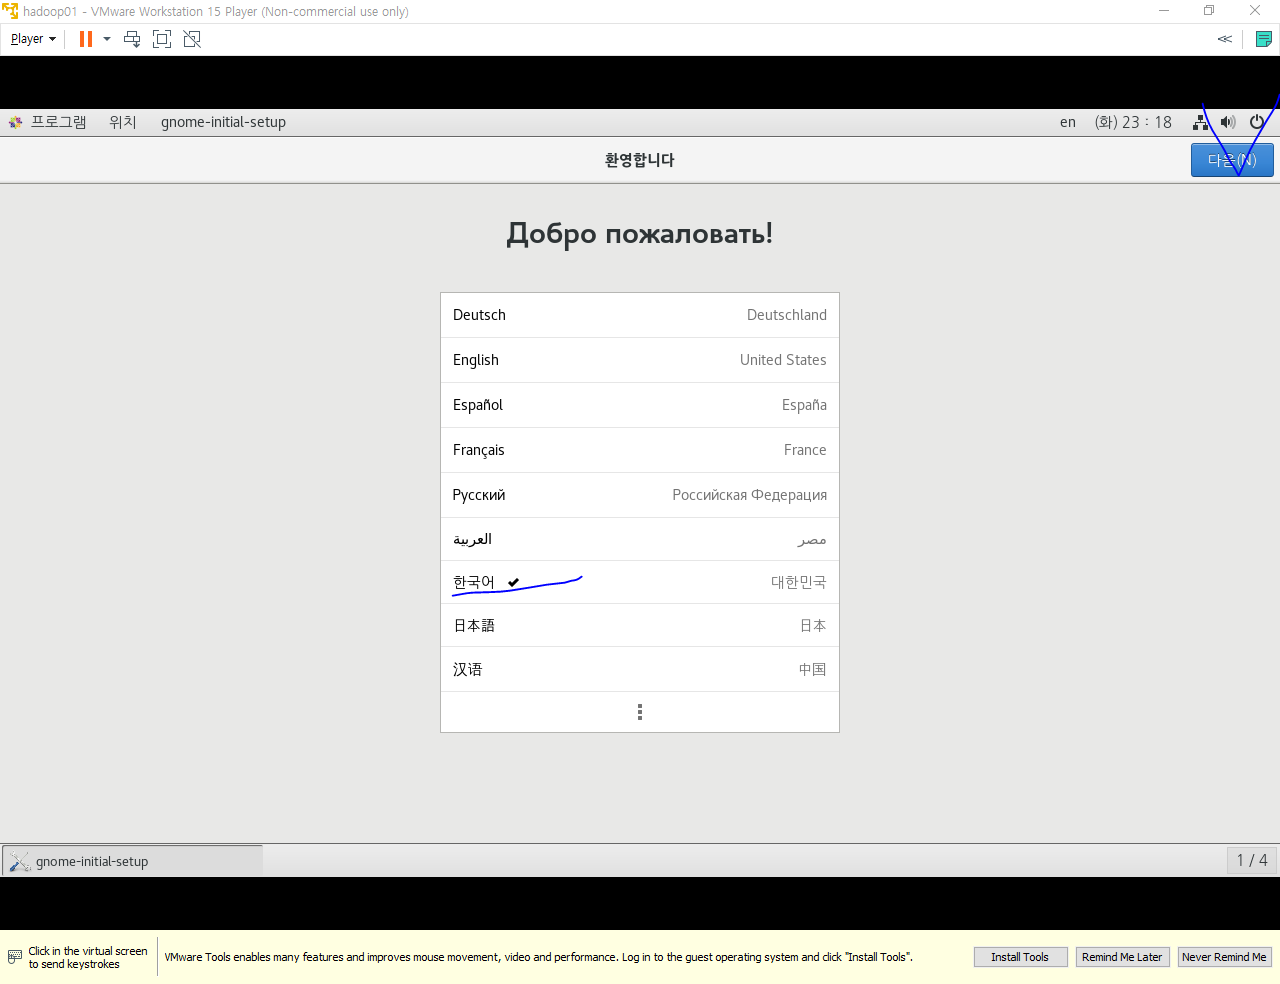 hadoop01 - VMware Workstation 15 Player (Non-commercial use only)
Player
프로그램 위치 gnome-initial-setup en (화) 23 : 18
환영합니다 다음(N)
Добро пожаловать!
Deutsch Deutschland
English United States
Español España
Français France
Русский Российская Федерация
العربية مصر
한국어 대한민국
日本語 日本
汉语 中国
gnome-initial-setup 1 / 4
Click in the virtual screen
to send keystrokes
VMware Tools enables many features and improves mouse movement, video and performance. Log in to the guest operating system and click "Install Tools".
Install Tools Remind Me Later Never Remind Me